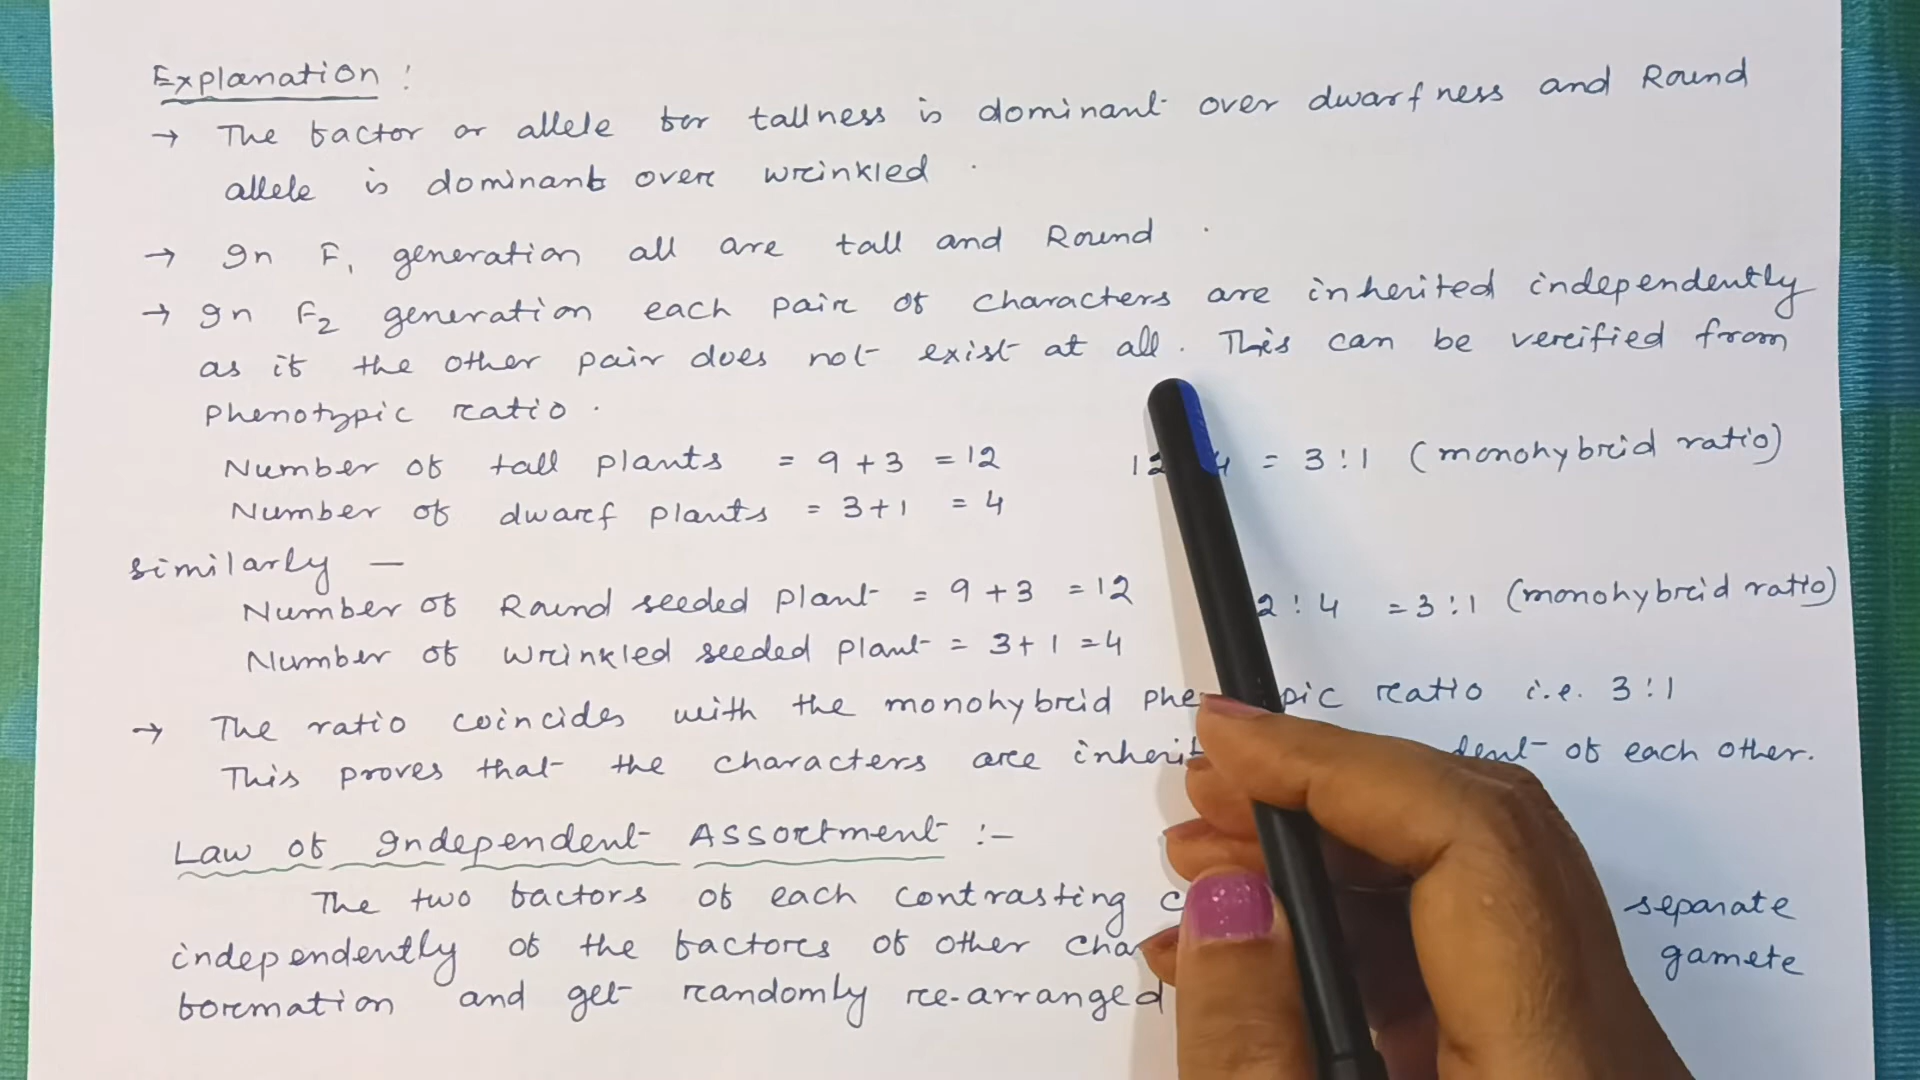 Explanation :
→ The factor or allele for tallness is dominant over dwarfness and Round
allele is dominant over wrinkled .
→ In F1 generation all are tall and Round .
→ In F2 generation each pair of characters are inherited independently
as if the other pair does not exist at all. This can be verified from
phenotypic ratio .
Number of tall plants = 9 + 3 = 12 12 4 = 3 : 1 (monohybrid ratio)
Number of dwarf plants = 3 + 1 = 4
similarly —
Number of Round seeded plant = 9 + 3 = 12 2 : 4 = 3 : 1 (monohybrid ratio)
Number of wrinkled seeded plant = 3 + 1 = 4
→ The ratio coincides with the monohybrid ratio i.e. 3 : 1
This proves that the characters are of each other.
Law of Independent Assortment :-
The two factors of each contrasting separate
independently of the factors of other gamete
formation and get randomly re-arranged